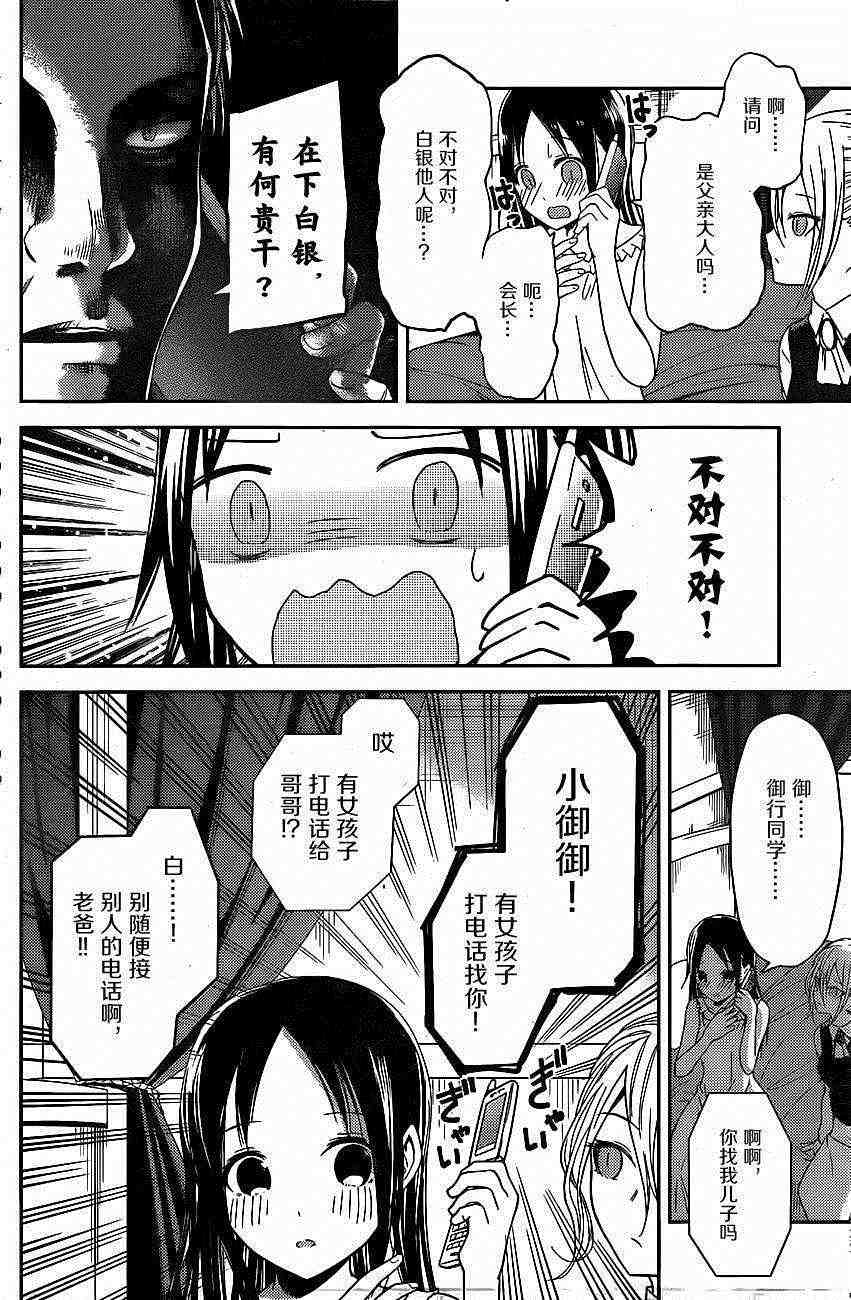 啊……
请问
是父亲大人吗…
不对不对，
白银他人呢…？
呃…
会长…
はっ
はっ
在下白银，
有何贵干？
不对不对！
御……
御行同学……
啊啊，
你找我儿子吗
小御御！
有女孩子
打电话找你！
哎
有女孩子
打电话给
哥哥!?
白……！
别随便接
别人的电话啊，
老爸!!
ぎゃい
ぎゃい